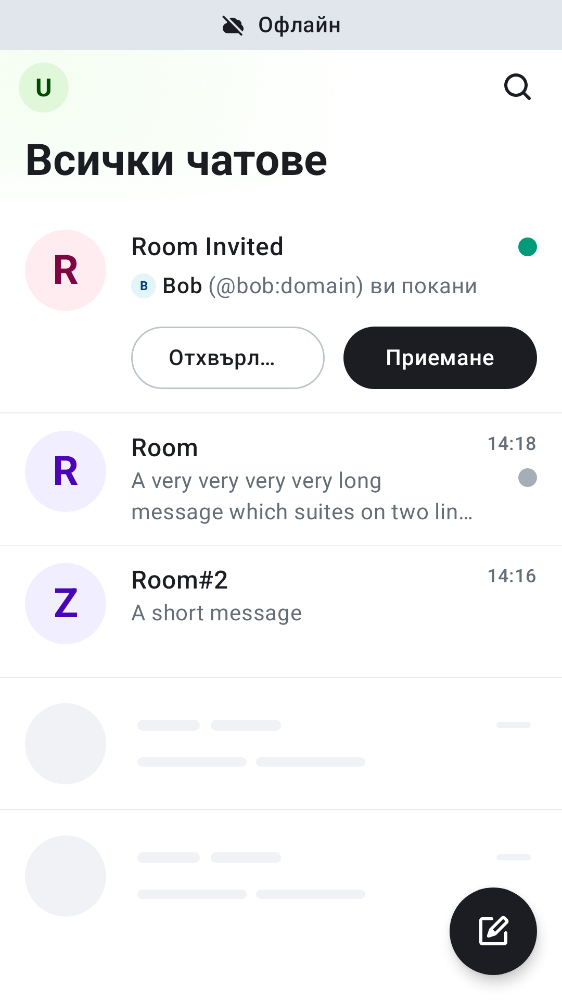 Офлайн
U
Всички чатове
R
Room Invited
B Bob (@bob:domain) ви покани
Отхвърл…
Приемане
R
Room
14:18
A very very very very long
message which suites on two lin…
Z
Room#2
14:16
A short message